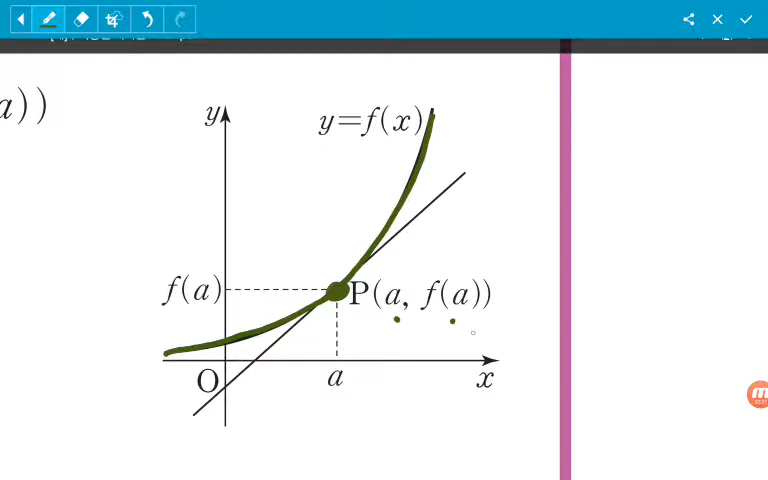 a))
y
y=f(x)
f(a)
P(a, f(a))
O
a
x